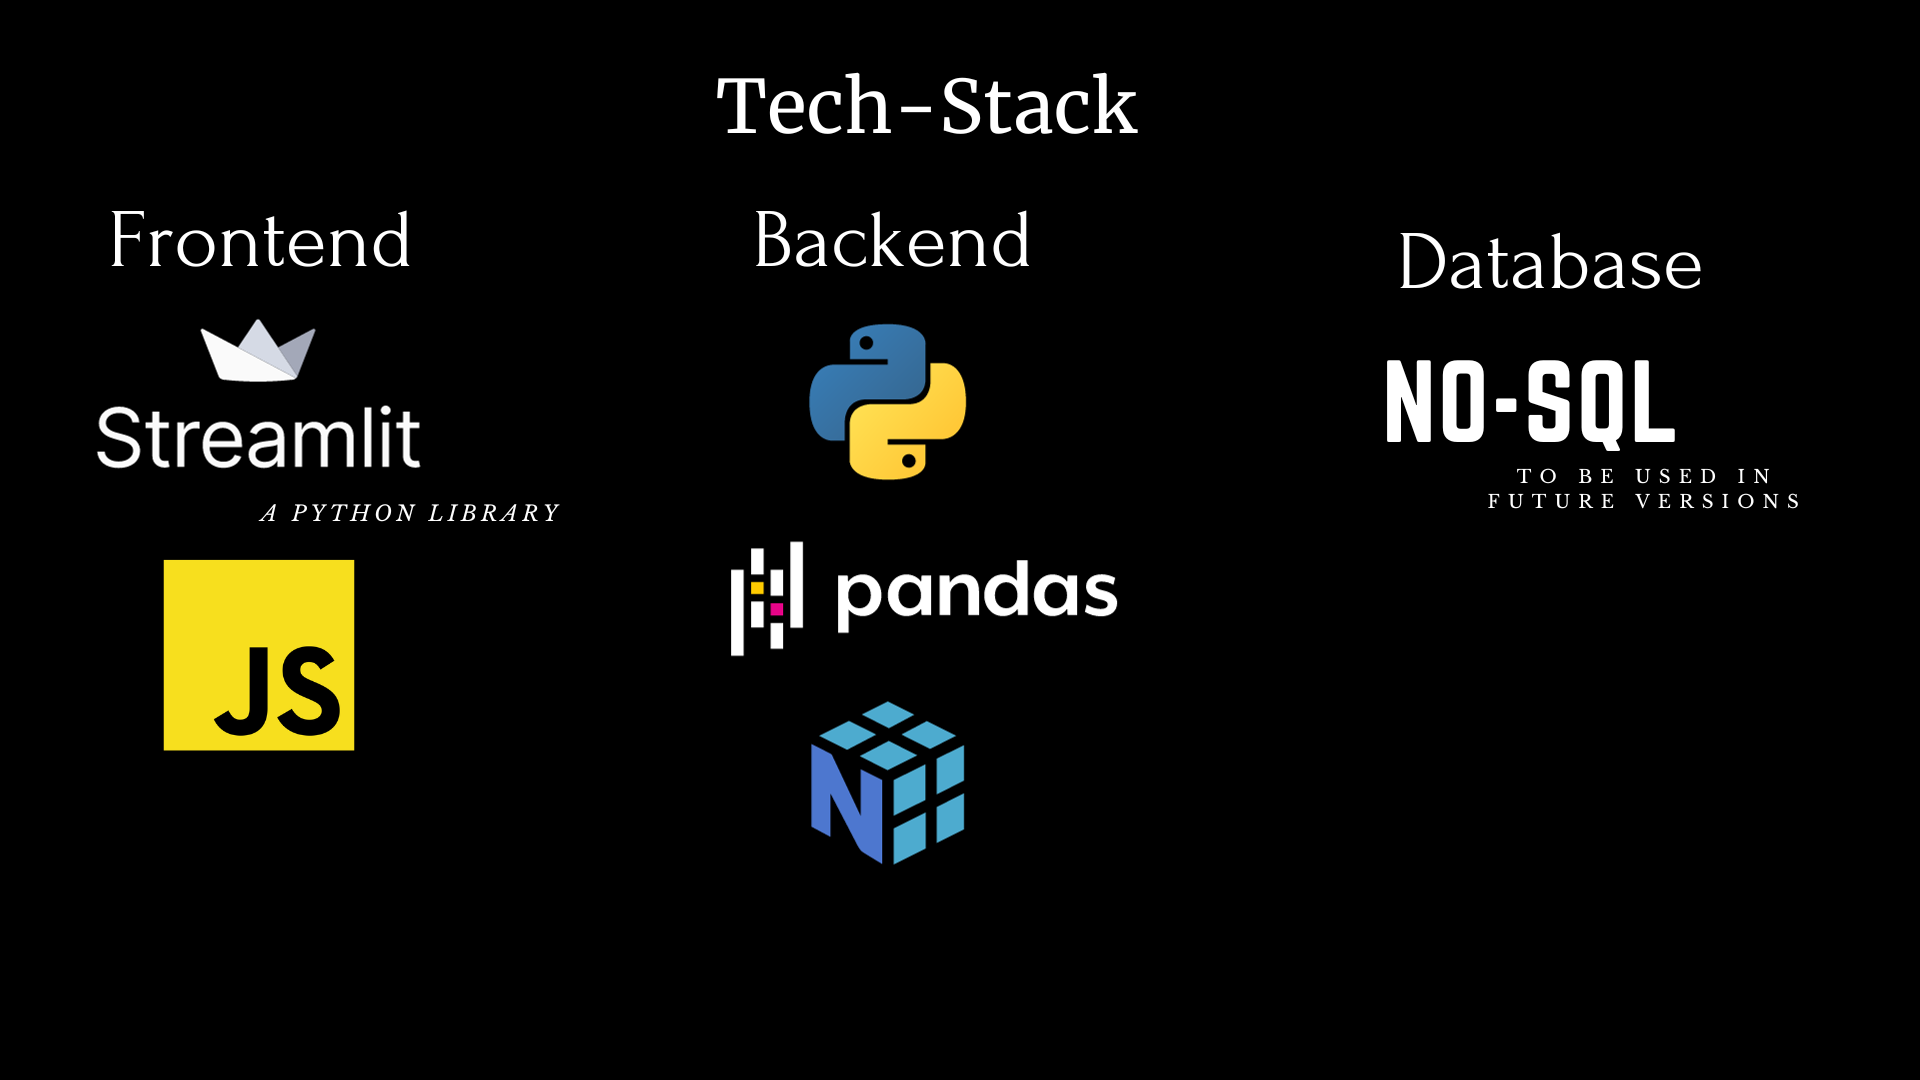 Tech-Stack
Frontend
Streamlit
A PYTHON LIBRARY
JS
Backend
pandas
N
Database
NO-SQL
TO BE USED IN
FUTURE VERSIONS